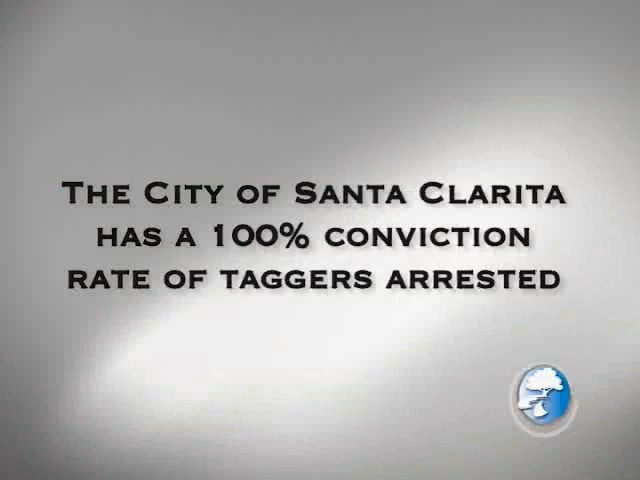 THE CITY OF SANTA CLARITA
HAS A 100% CONVICTION
RATE OF TAGGERS ARRESTED